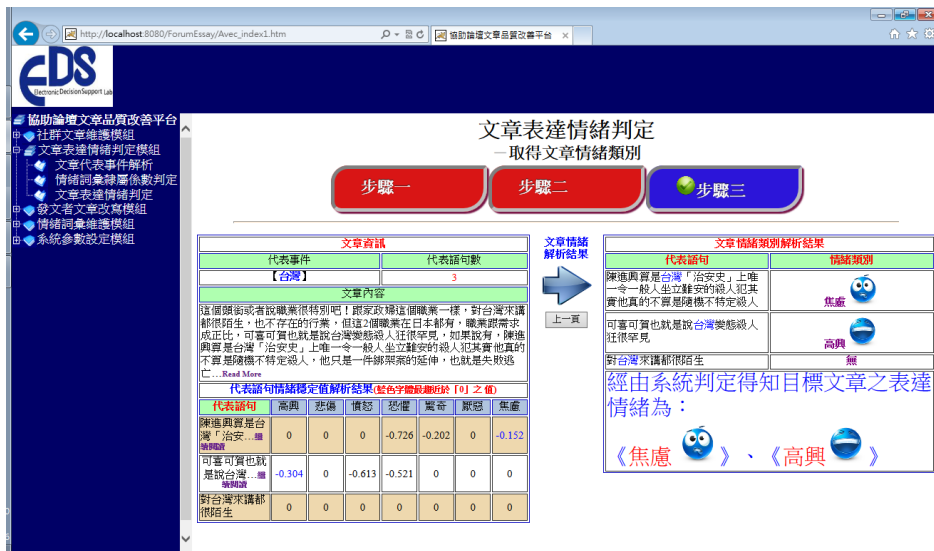 http://localhost:8080/ForumEssay/Avec_index1.htm
協助論壇文章品質改善平台
EDS
Electronic Decision Support Lab
協助論壇文章品質改善平台
社群文章維護模組
文章表達情緒判定模組
文章代表事件解析
情緒詞彙隸屬係數判定
文章表達情緒判定
發文者文章改寫模組
情緒詞彙維護模組
系統參數設定模組
文章表達情緒判定
－取得文章情緒類別
步驟一
步驟二
步驟三
文章資訊
代表事件 代表語句數
【台灣】 3
文章內容
這個頭銜或者說職業很特別吧！跟家政婦這個職業一樣，對台灣來講
都很陌生，也不存在的行業，但這2個職業在日本都有，職業跟需求
成正比，可喜可賀也就是說台灣變態殺人狂很罕見，如果說有，陳進
興算是台灣「治安史」上唯一令一般人坐立難安的殺人犯其實他真的
不算是隨機不特定殺人，他只是一件綁架案的延伸，也就是失敗逃
亡...Read More
代表語句情緒穩定值解析結果(藍色字體最趨近於「0」之值)
代表語句 高興 悲傷 憤怒 恐懼 驚奇 厭惡 焦慮
陳進興算是台
灣「治安...繼
續閱讀
0 0 0 -0.726 -0.202 0 -0.152
可喜可賀也就
是說台灣...繼
續閱讀
-0.304 0 -0.613 -0.521 0 0 0
對台灣來講都
很陌生
0 0 0 0 0 0 0
文章情緒
解析結果
上一頁
文章情緒類別解析結果
代表語句 情緒類別
陳進興算是台灣「治安史」上唯
一令一般人坐立難安的殺人犯其
實他真的不算是隨機不特定殺人
焦慮
可喜可賀也就是說台灣變態殺人
狂很罕見
高興
對台灣來講都很陌生 無
經由系統判定得知目標文章之表達
情緒為：
《焦慮》、《高興》